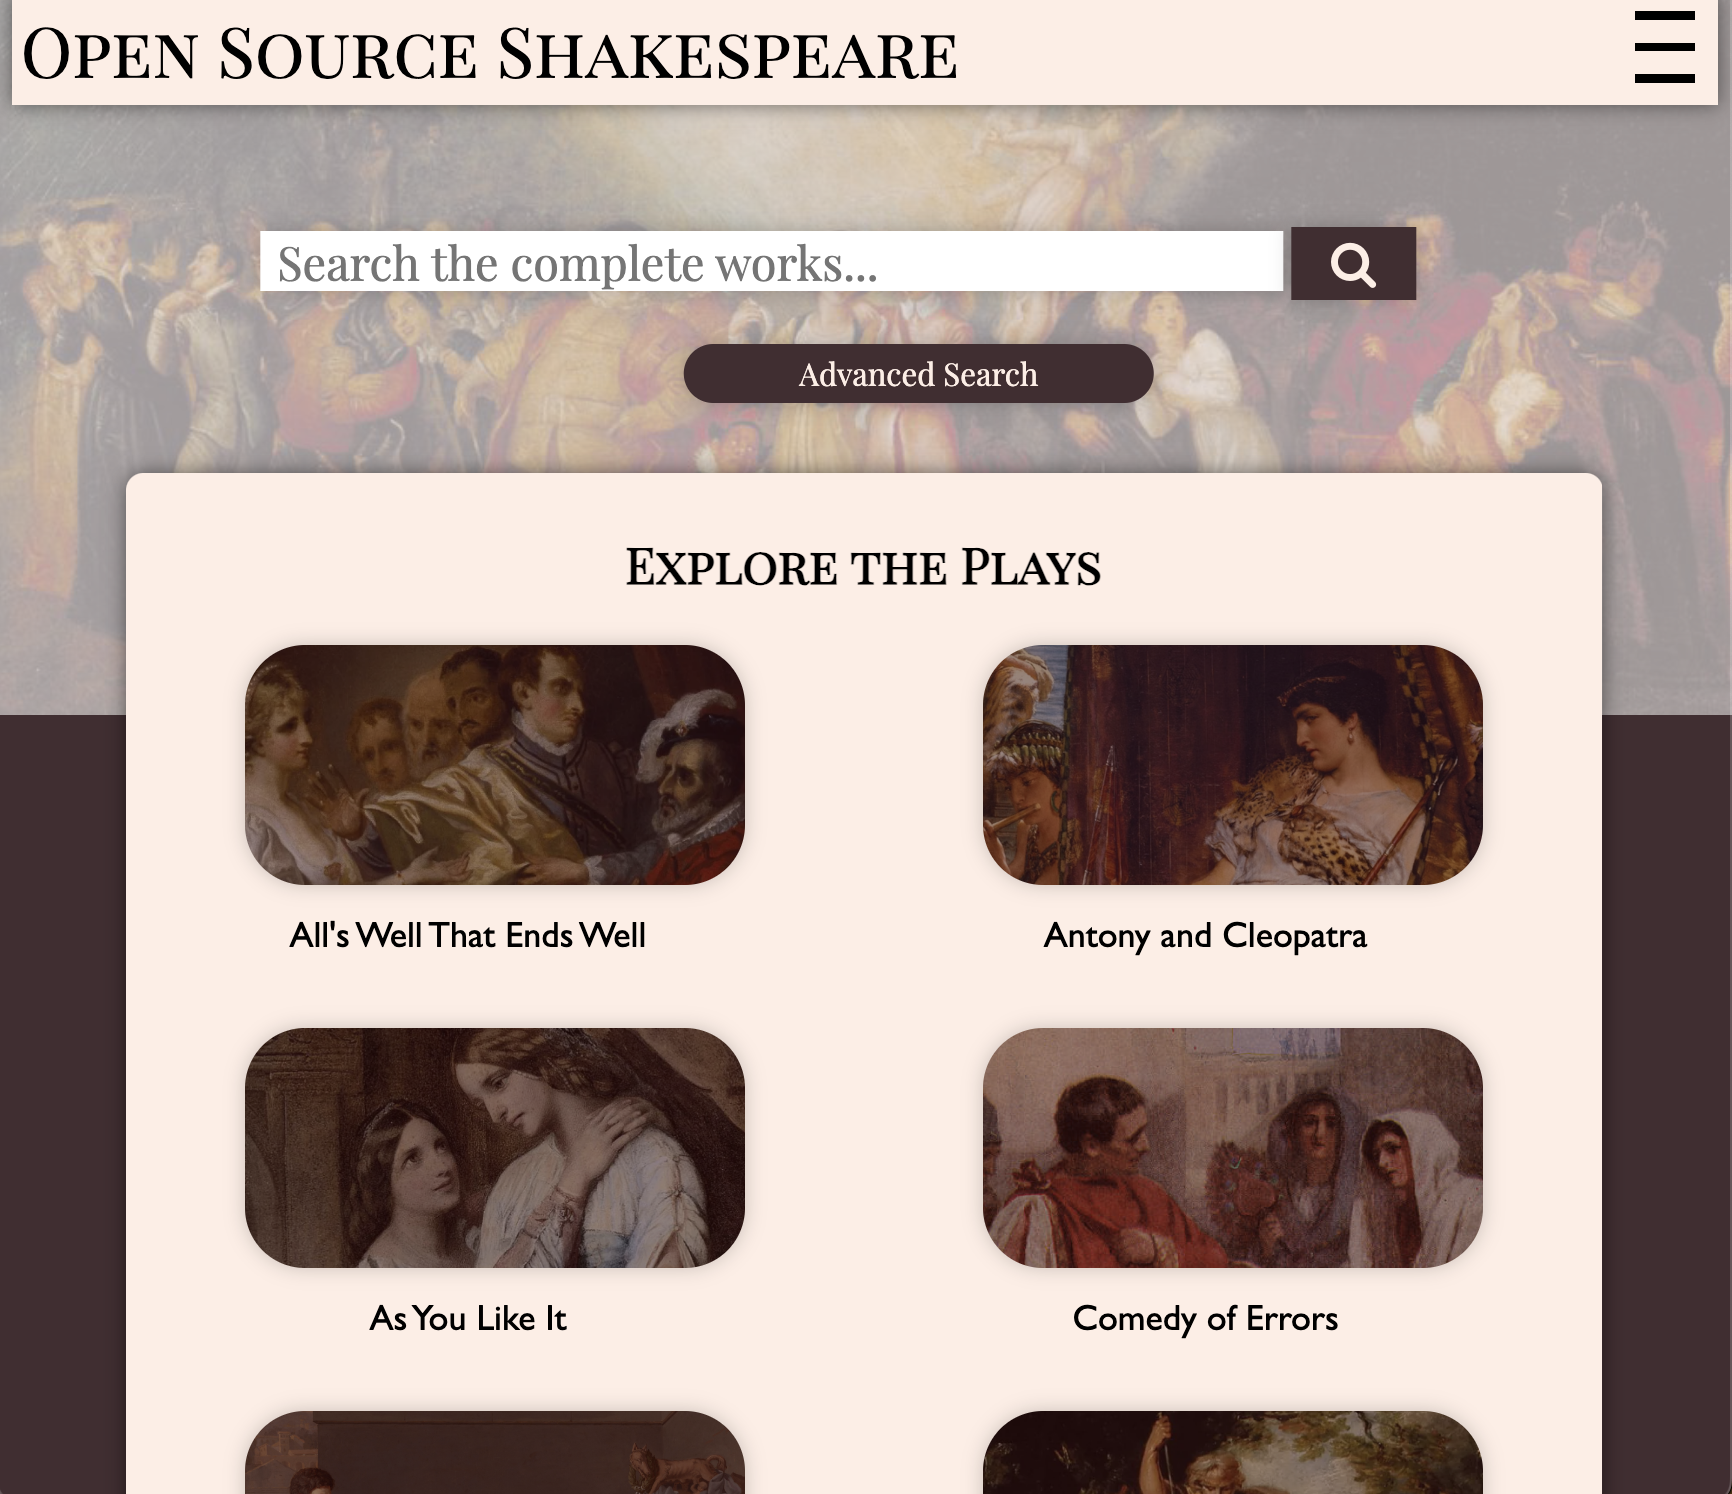 Open Source Shakespeare
Search the complete works...
Advanced Search
Explore the Plays
All's Well That Ends Well
Antony and Cleopatra
As You Like It
Comedy of Errors